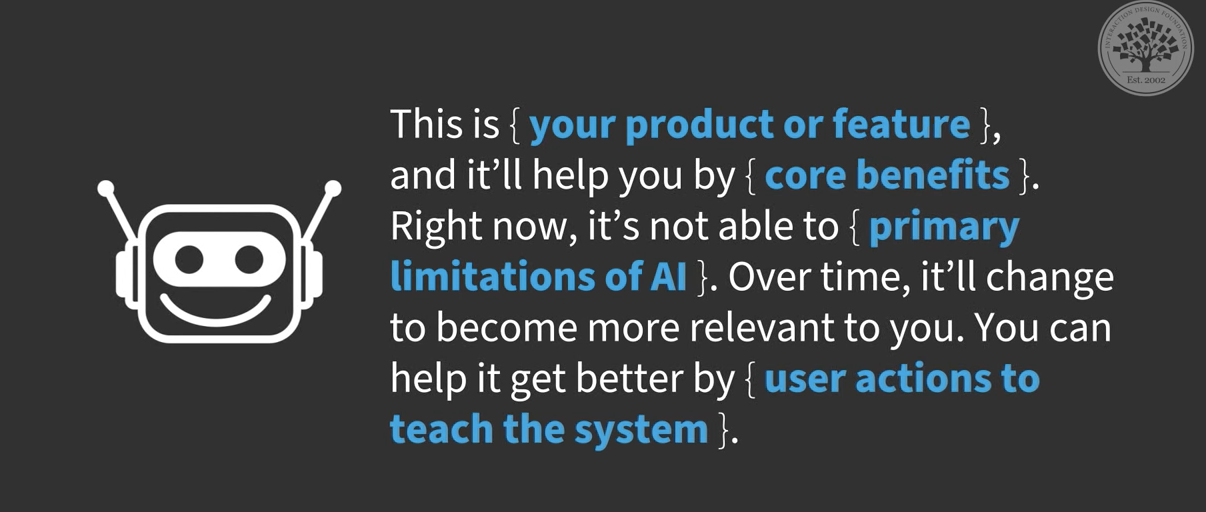 INTERACTION DESIGN FOUNDATION
Est. 2002
This is { your product or feature },
and it’ll help you by { core benefits }.
Right now, it’s not able to { primary
limitations of AI }. Over time, it’ll change
to become more relevant to you. You can
help it get better by { user actions to
teach the system }.